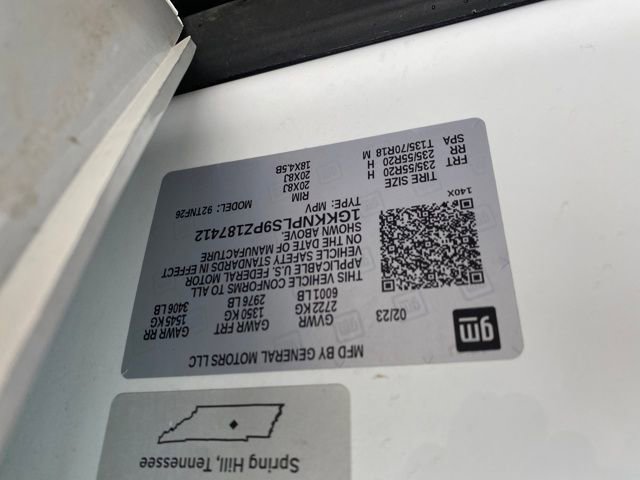 MFD BY GENERAL MOTORS LLC
gm
02/23
GVWR GAWR FRT GAWR RR
2722 KG 1350 KG 1545 KG
6001 LB 2976 LB 3406 LB
THIS VEHICLE CONFORMS TO ALL
APPLICABLE U.S. FEDERAL MOTOR
VEHICLE SAFETY STANDARDS IN EFFECT
ON THE DATE OF MANUFACTURE
SHOWN ABOVE.
1GKKNPLS9PZ187412
TYPE: MPV MODEL: 92TNF26
140X
TIRE SIZE RIM
FRT 235/55R20 H 20X8J
RR 235/55R20 H 20X8J
SPA T135/70R18 M 18X4.5B
Spring Hill, Tennessee